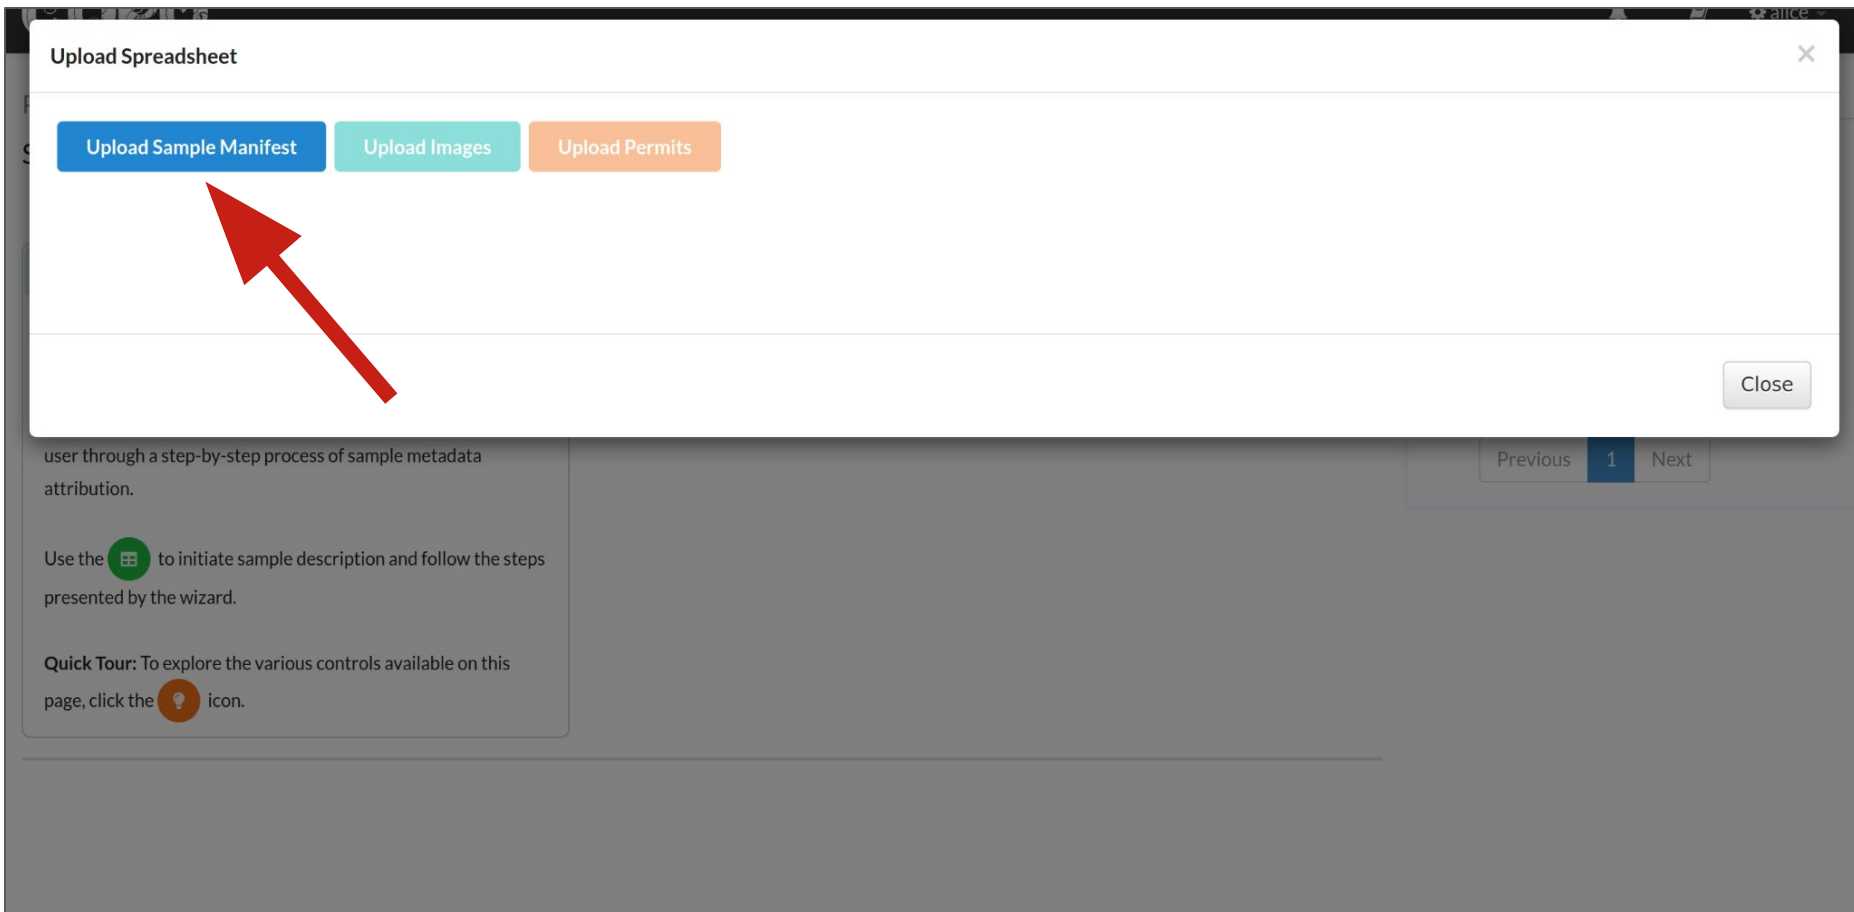 alice
Upload Spreadsheet
×
Upload Sample Manifest Upload Images Upload Permits
Close
user through a step-by-step process of sample metadata
attribution.
Previous 1 Next
Use the to initiate sample description and follow the steps
presented by the wizard.
Quick Tour: To explore the various controls available on this
page, click the icon.